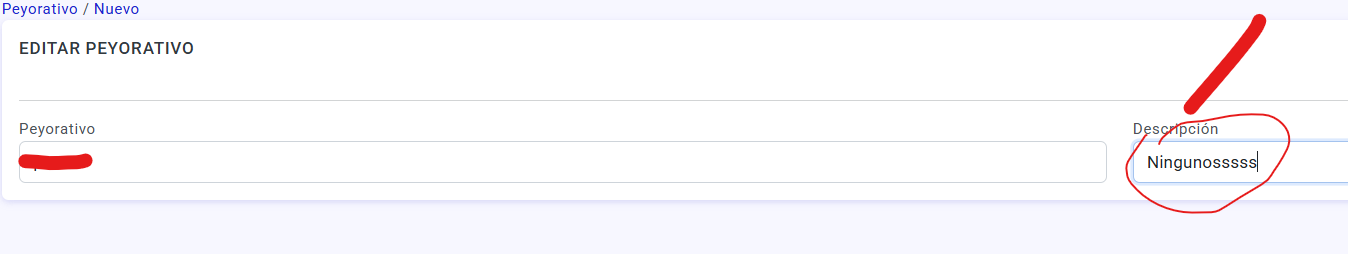 Peyorativo / Nuevo
EDITAR PEYORATIVO
Peyorativo
Descripción
Ningunosssss